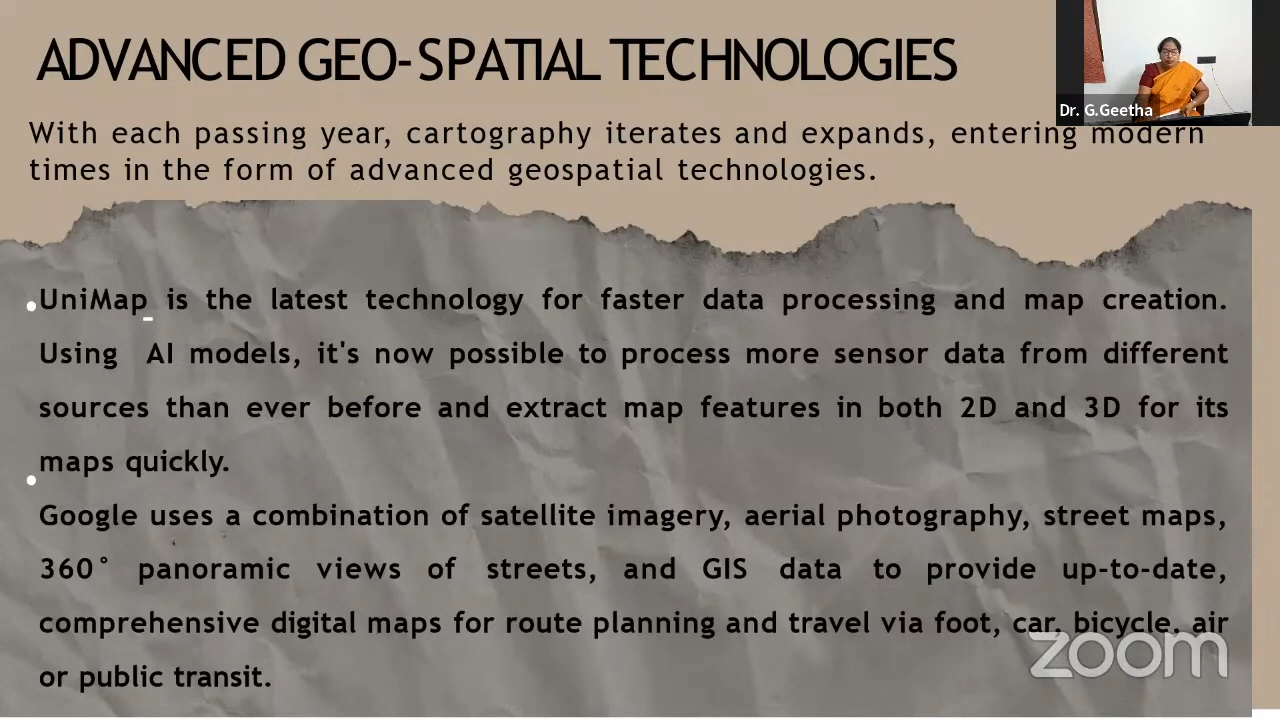 ADVANCED GEO-SPATIAL TECHNOLOGIES
Dr. G.Geetha
With each passing year, cartography iterates and expands, entering modern
times in the form of advanced geospatial technologies.
•UniMap is the latest technology for faster data processing and map creation.
Using AI models, it's now possible to process more sensor data from different
sources than ever before and extract map features in both 2D and 3D for its
maps quickly.
•
Google uses a combination of satellite imagery, aerial photography, street maps,
360° panoramic views of streets, and GIS data to provide up-to-date,
comprehensive digital maps for route planning and travel via foot, car, bicycle, air
or public transit.
zoom